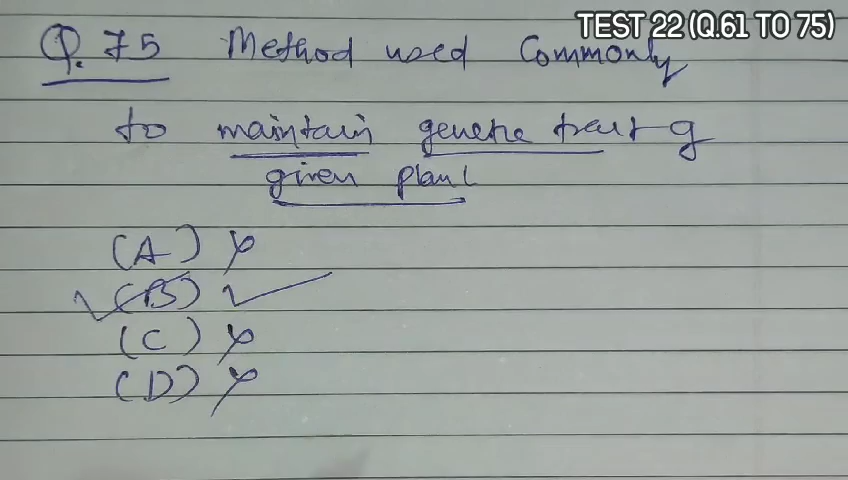 TEST 22 (Q.61 TO 75)
Q. 75 Method used Commonly
to maintain genetic trait of
given plant
(A) ✗
✓ (B) ✓
(C) ✗
(D) ✗